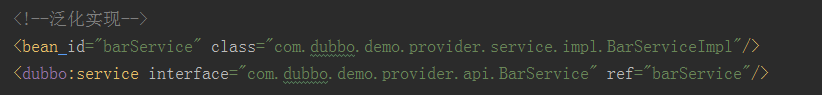 <!--泛化实现-->
<bean id="barService" class="com.dubbo.demo.provider.service.impl.BarServiceImpl"/>
<dubbo:service interface="com.dubbo.demo.provider.api.BarService" ref="barService"/>